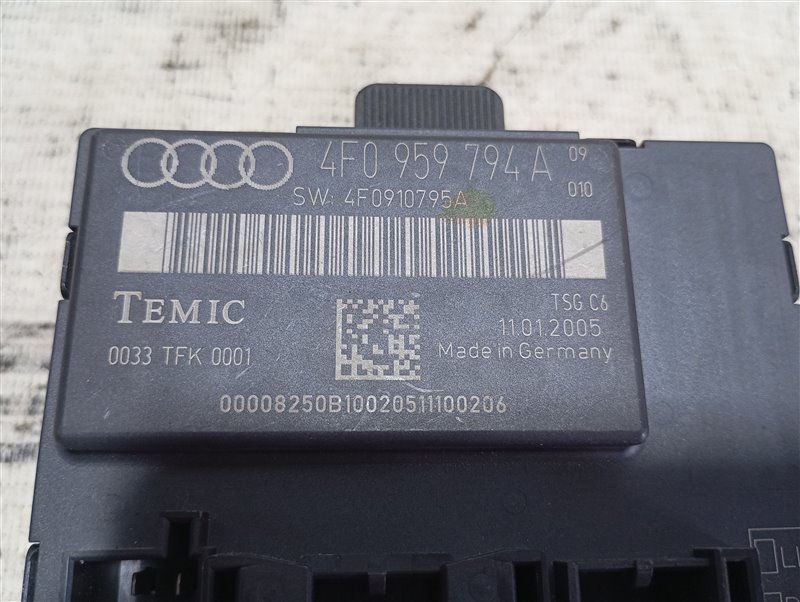 4F0 959 794 A 09
010
SW: 4F0910795A
TEMIC
TSG C6
11.01.2005
0033 TFK 0001
Made in Germany
00008250B10020511100206